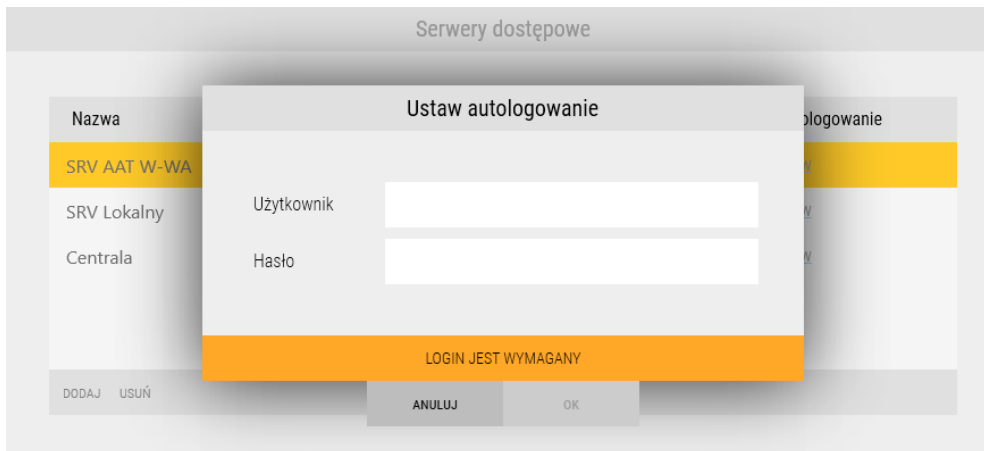 Serwery dostępowe
Ustaw autologowanie
Nazwa
ologowanie
SRV AAT W-WA
SRV Lokalny
Centrala
Użytkownik
Hasło
LOGIN JEST WYMAGANY
DODAJ USUŃ
ANULUJ OK